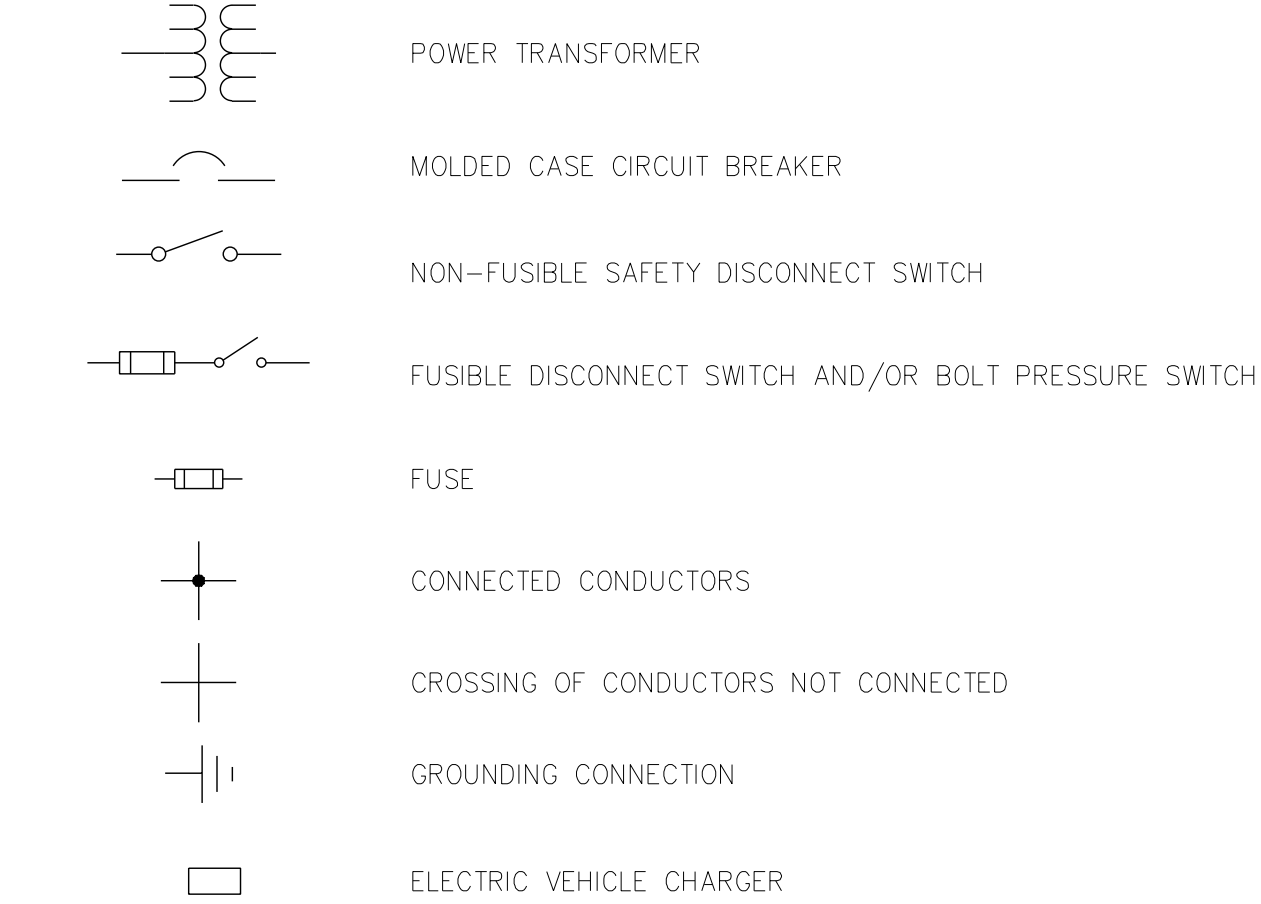 POWER TRANSFORMER
MOLDED CASE CIRCUIT BREAKER
NON-FUSIBLE SAFETY DISCONNECT SWITCH
FUSIBLE DISCONNECT SWITCH AND/OR BOLT PRESSURE SWITCH
FUSE
CONNECTED CONDUCTORS
CROSSING OF CONDUCTORS NOT CONNECTED
GROUNDING CONNECTION
ELECTRIC VEHICLE CHARGER